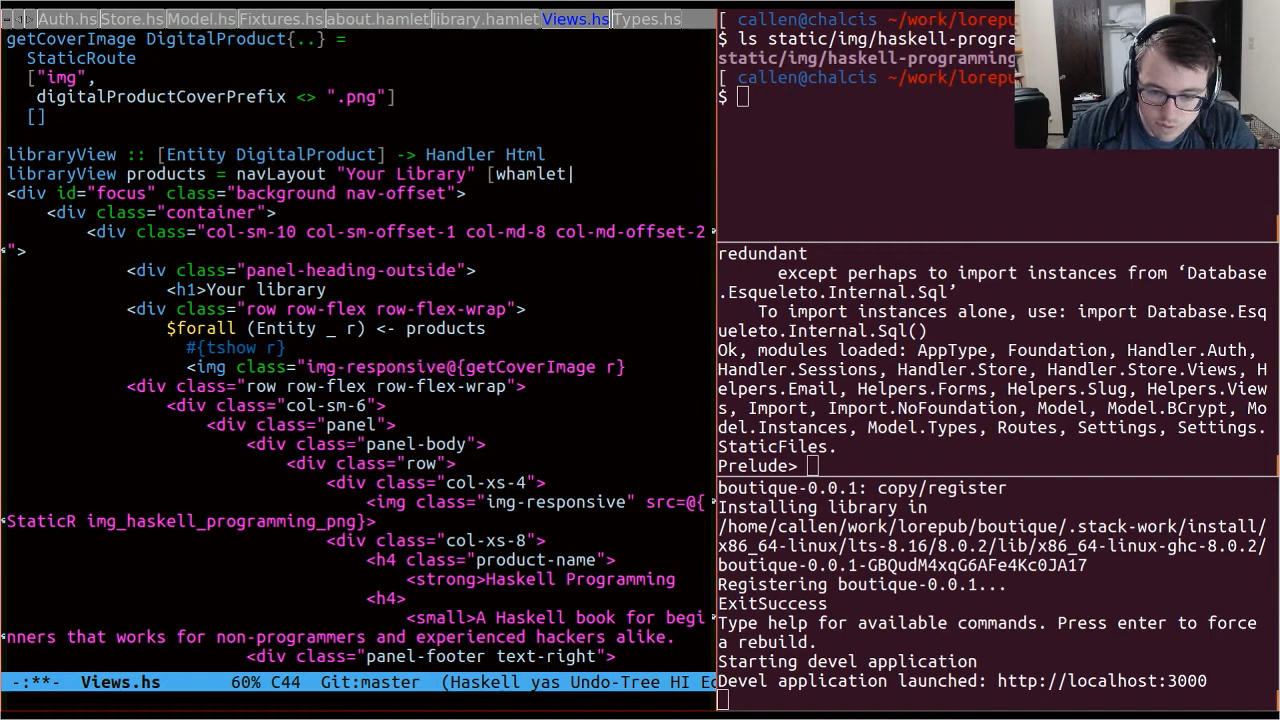 Auth.hs Store.hs Model.hs Fixtures.hs about.hamlet library.hamlet Views.hs Types.hs
getCoverImage DigitalProduct{..} =
StaticRoute
["img",
digitalProductCoverPrefix <> ".png"]
[]
libraryView :: [Entity DigitalProduct] -> Handler Html
libraryView products = navLayout "Your Library" [whamlet|
<div id="focus" class="background nav-offset">
<div class="container">
<div class="col-sm-10 col-sm-offset-1 col-md-8 col-md-offset-2
">
<div class="panel-heading-outside">
<h1>Your library
<div class="row row-flex row-flex-wrap">
$forall (Entity _ r) <- products
#{tshow r}
<img class="img-responsive@{getCoverImage r}
<div class="row row-flex row-flex-wrap">
<div class="col-sm-6">
<div class="panel">
<div class="panel-body">
<div class="row">
<div class="col-xs-4">
<img class="img-responsive" src=@{
StaticR img_haskell_programming_png}>
<div class="col-xs-8">
<h4 class="product-name">
<strong>Haskell Programming
<h4>
<small>A Haskell book for begi
nners that works for non-programmers and experienced hackers alike.
<div class="panel-footer text-right">
-:**- Views.hs 60% C44 Git:master (Haskell yas Undo-Tree HI Ec
[ callen@chalcis ~/work/lorepu
$ ls static/img/haskell-progra
static/img/haskell-programming
[ callen@chalcis ~/work/lorepu
$
redundant
except perhaps to import instances from ‘Database
.Esqueleto.Internal.Sql’
To import instances alone, use: import Database.Esq
ueleto.Internal.Sql()
Ok, modules loaded: AppType, Foundation, Handler.Auth,
Handler.Sessions, Handler.Store, Handler.Store.Views, H
elpers.Email, Helpers.Forms, Helpers.Slug, Helpers.View
s, Import, Import.NoFoundation, Model, Model.BCrypt, Mo
del.Instances, Model.Types, Routes, Settings, Settings.
StaticFiles.
Prelude>
boutique-0.0.1: copy/register
Installing library in
/home/callen/work/lorepub/boutique/.stack-work/install/
x86_64-linux/lts-8.16/8.0.2/lib/x86_64-linux-ghc-8.0.2/
boutique-0.0.1-GBQudM4xqG6AFe4Kc0JA17
Registering boutique-0.0.1...
ExitSuccess
Type help for available commands. Press enter to force
a rebuild.
Starting devel application
Devel application launched: http://localhost:3000